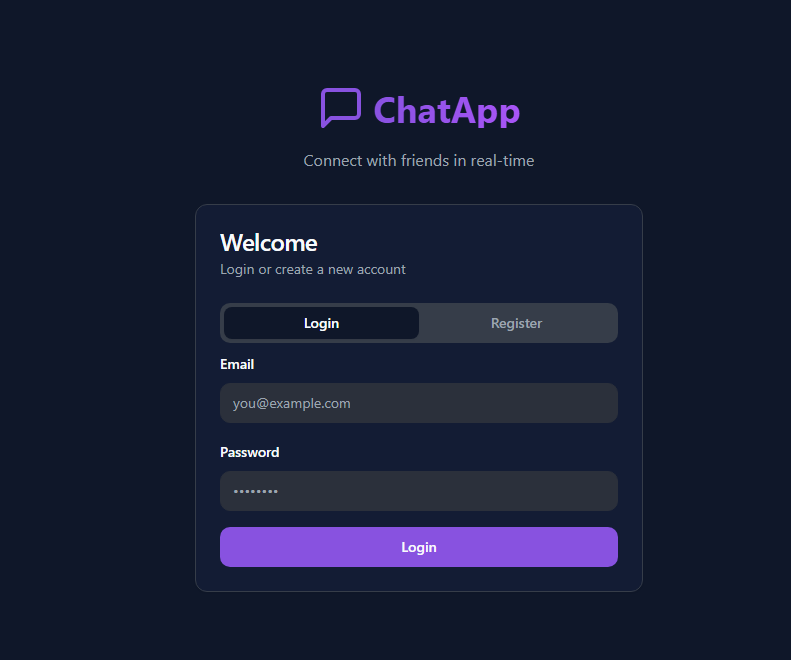 ChatApp
Connect with friends in real-time
Welcome
Login or create a new account
Login Register
Email
you@example.com
Password
••••••••
Login